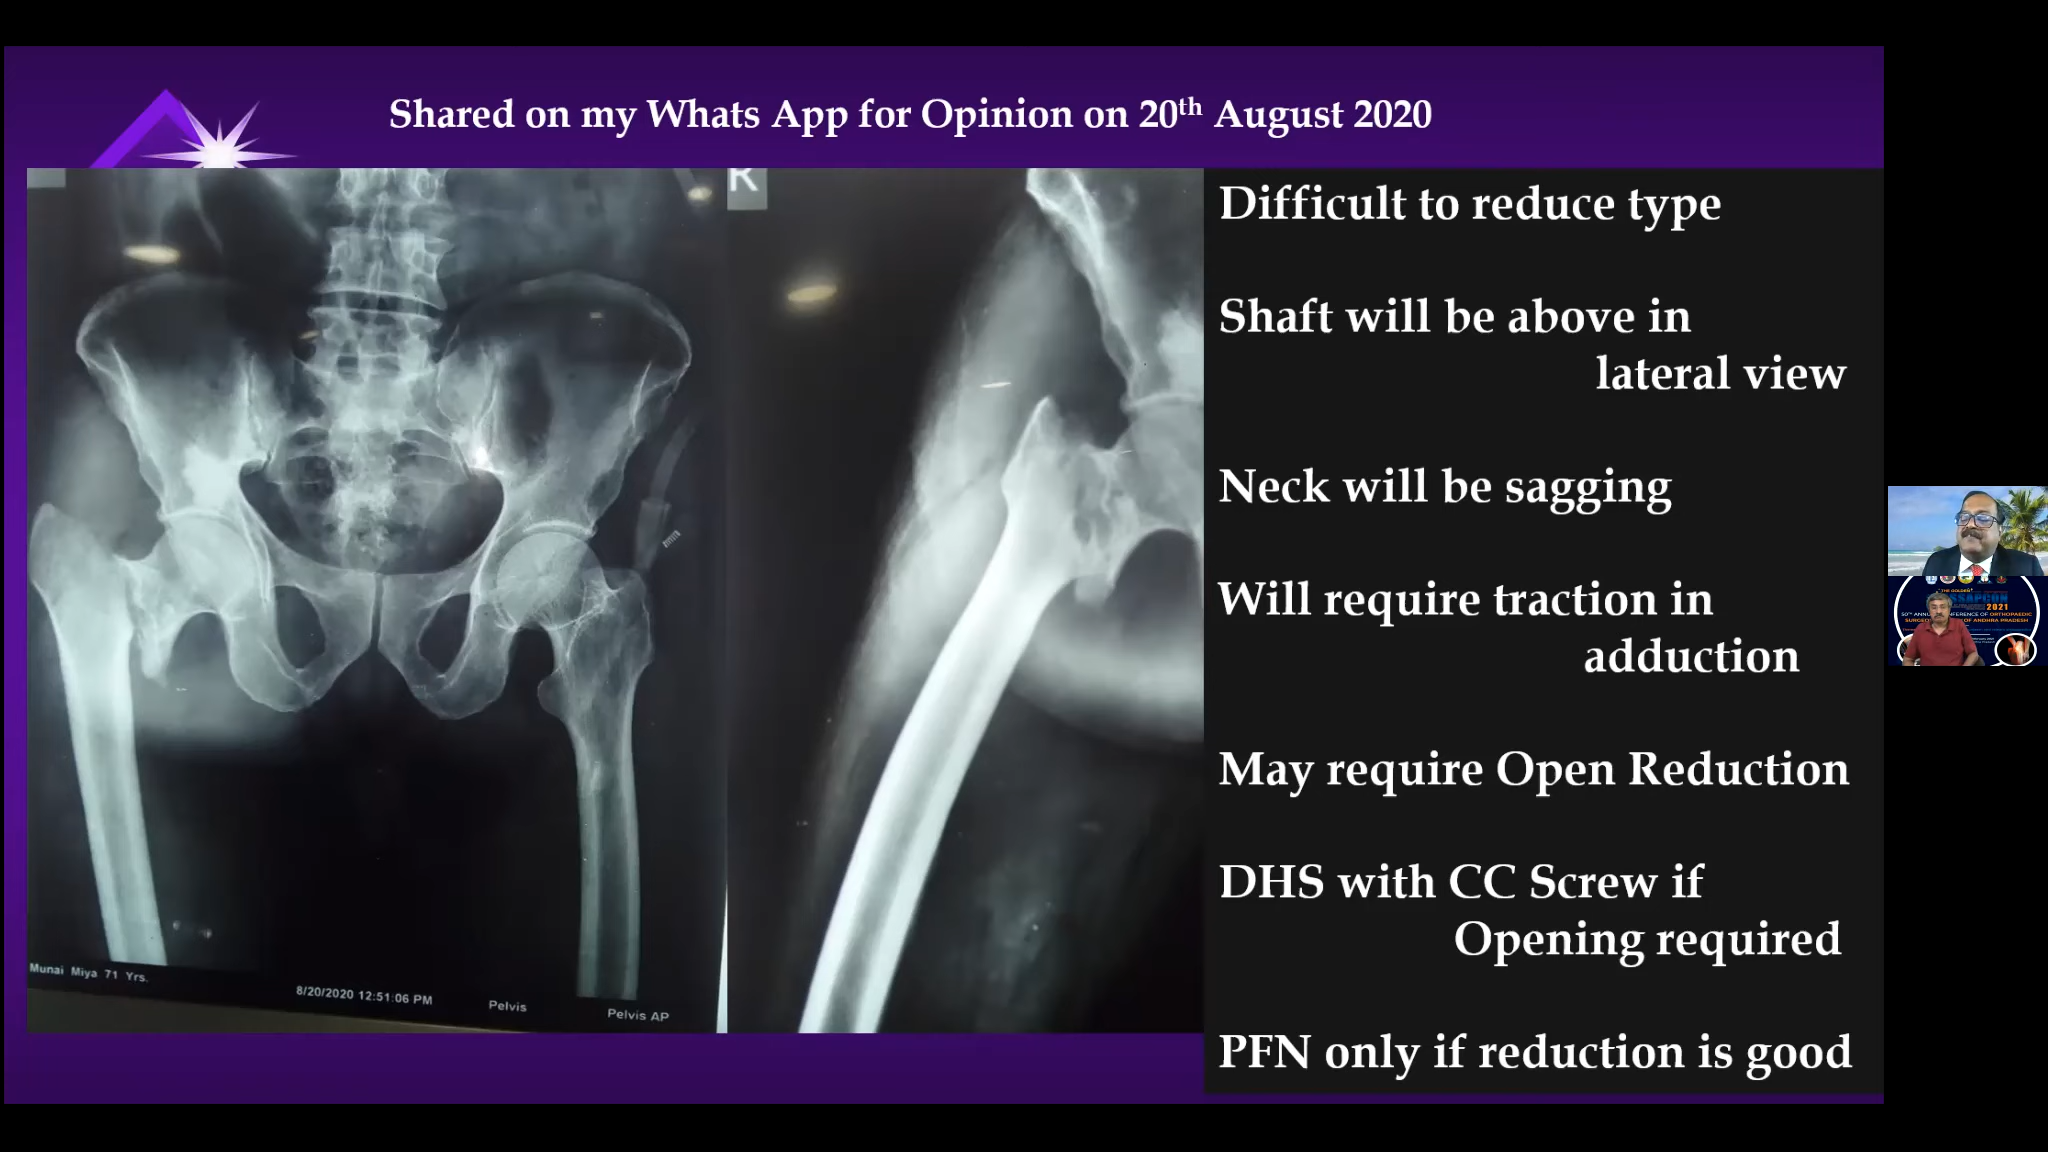 Shared on my Whats App for Opinion on 20th August 2020
R
Difficult to reduce type
Shaft will be above in
lateral view
Neck will be sagging
Will require traction in
adduction
May require Open Reduction
DHS with CC Screw if
Opening required
PFN only if reduction is good
Munai Miya 71 Yrs.
8/20/2020 12:51:06 PM
Pelvis
Pelvis AP
THE GOLDEN
2021